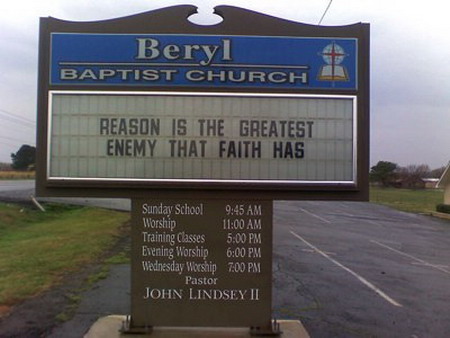 Beryl
BAPTIST CHURCH
REASON IS THE GREATEST
ENEMY THAT FAITH HAS
Sunday School 9:45 AM
Worship 11:00 AM
Training Classes 5:00 PM
Evening Worship 6:00 PM
Wednesday Worship 7:00 PM
Pastor
JOHN LINDSEY II